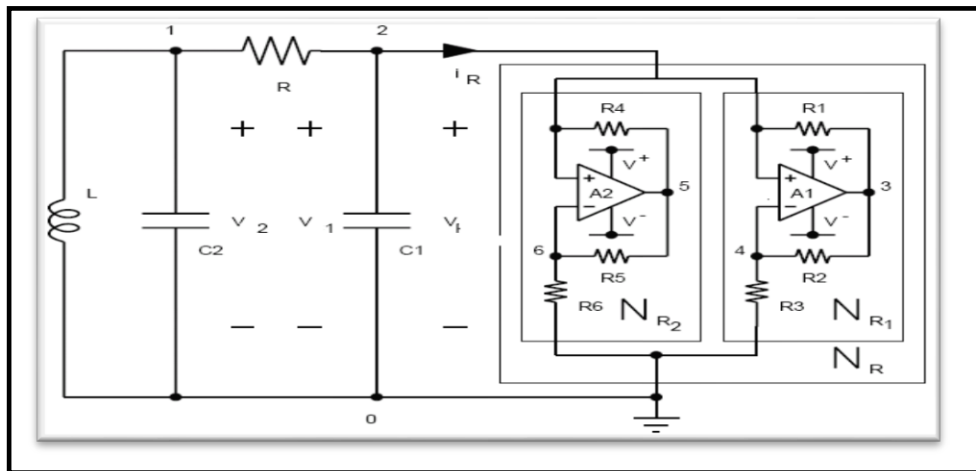 1
2
R
i R
L
C2
+
V 2
−
+
V 1
−
C1
+
−
R4
V+
+
A2
−
V-
5
6
R5
R6
N R2
R1
V+
+
A1
−
V-
3
4
R2
R3
N R1
N R
0